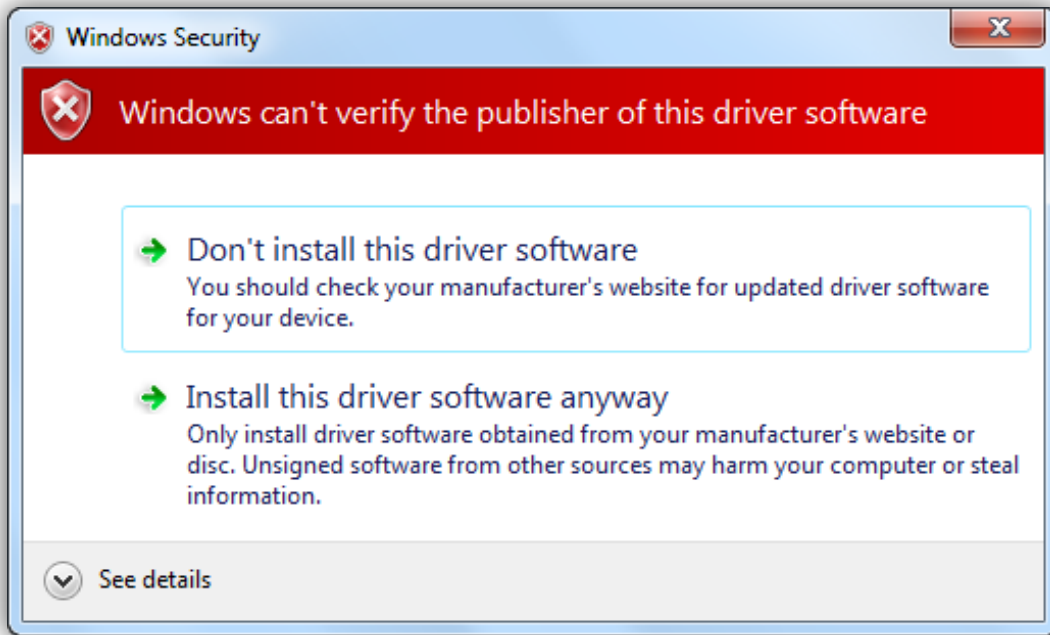 Windows Security
Windows can't verify the publisher of this driver software
Don't install this driver software
You should check your manufacturer's website for updated driver software
for your device.
Install this driver software anyway
Only install driver software obtained from your manufacturer's website or
disc. Unsigned software from other sources may harm your computer or steal
information.
See details